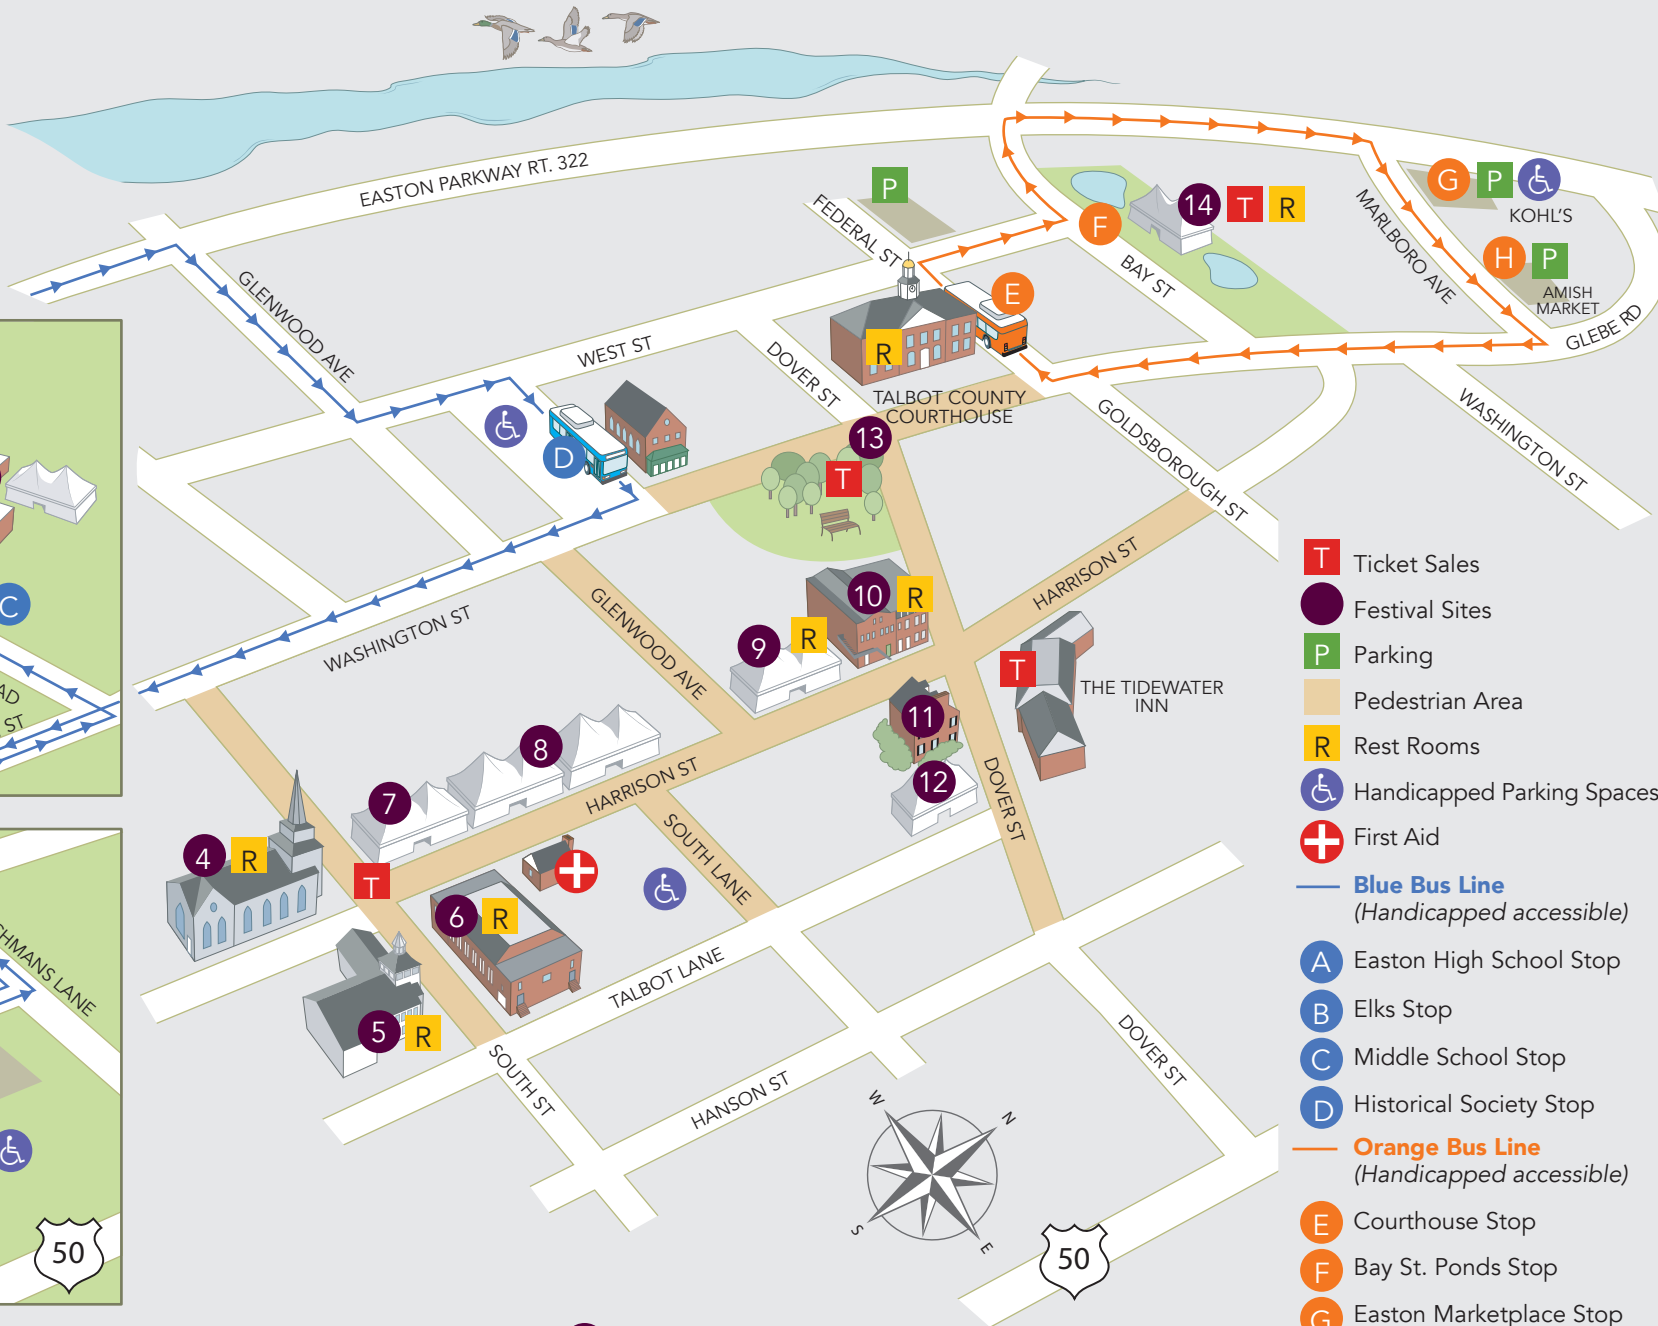 EASTON PARKWAY RT. 322
P
FEDERAL ST
14
T
R
F
G
P
KOHL'S
H
P
AMISH
MARKET
MARLBORO AVE
BAY ST
GLEBE RD
GLENWOOD AVE
WEST ST
DOVER ST
E
R
TALBOT COUNTY
COURTHOUSE
GOLDSBOROUGH ST
WASHINGTON ST
D
13
T
C
AD
ST
WASHINGTON ST
GLENWOOD AVE
10
R
9
R
HARRISON ST
T
THE TIDEWATER
INN
11
12
DOVER ST
8
7
HARRISON ST
SOUTH LANE
4
R
T
6
R
5
R
TALBOT LANE
SOUTH ST
HANSON ST
DOVER ST
CHMANS LANE
50
W
N
S
E
50
T Ticket Sales
Festival Sites
P Parking
Pedestrian Area
R Rest Rooms
Handicapped Parking Spaces
First Aid
Blue Bus Line
(Handicapped accessible)
A Easton High School Stop
B Elks Stop
C Middle School Stop
D Historical Society Stop
Orange Bus Line
(Handicapped accessible)
E Courthouse Stop
F Bay St. Ponds Stop
G Easton Marketplace Stop